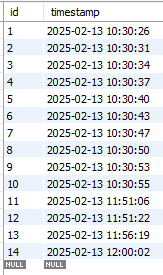 id timestamp
1 2025-02-13 10:30:26
2 2025-02-13 10:30:31
3 2025-02-13 10:30:34
4 2025-02-13 10:30:37
5 2025-02-13 10:30:40
6 2025-02-13 10:30:43
7 2025-02-13 10:30:47
8 2025-02-13 10:30:50
9 2025-02-13 10:30:53
10 2025-02-13 10:30:55
11 2025-02-13 11:51:06
12 2025-02-13 11:51:22
13 2025-02-13 11:56:19
14 2025-02-13 12:00:02
NULL NULL